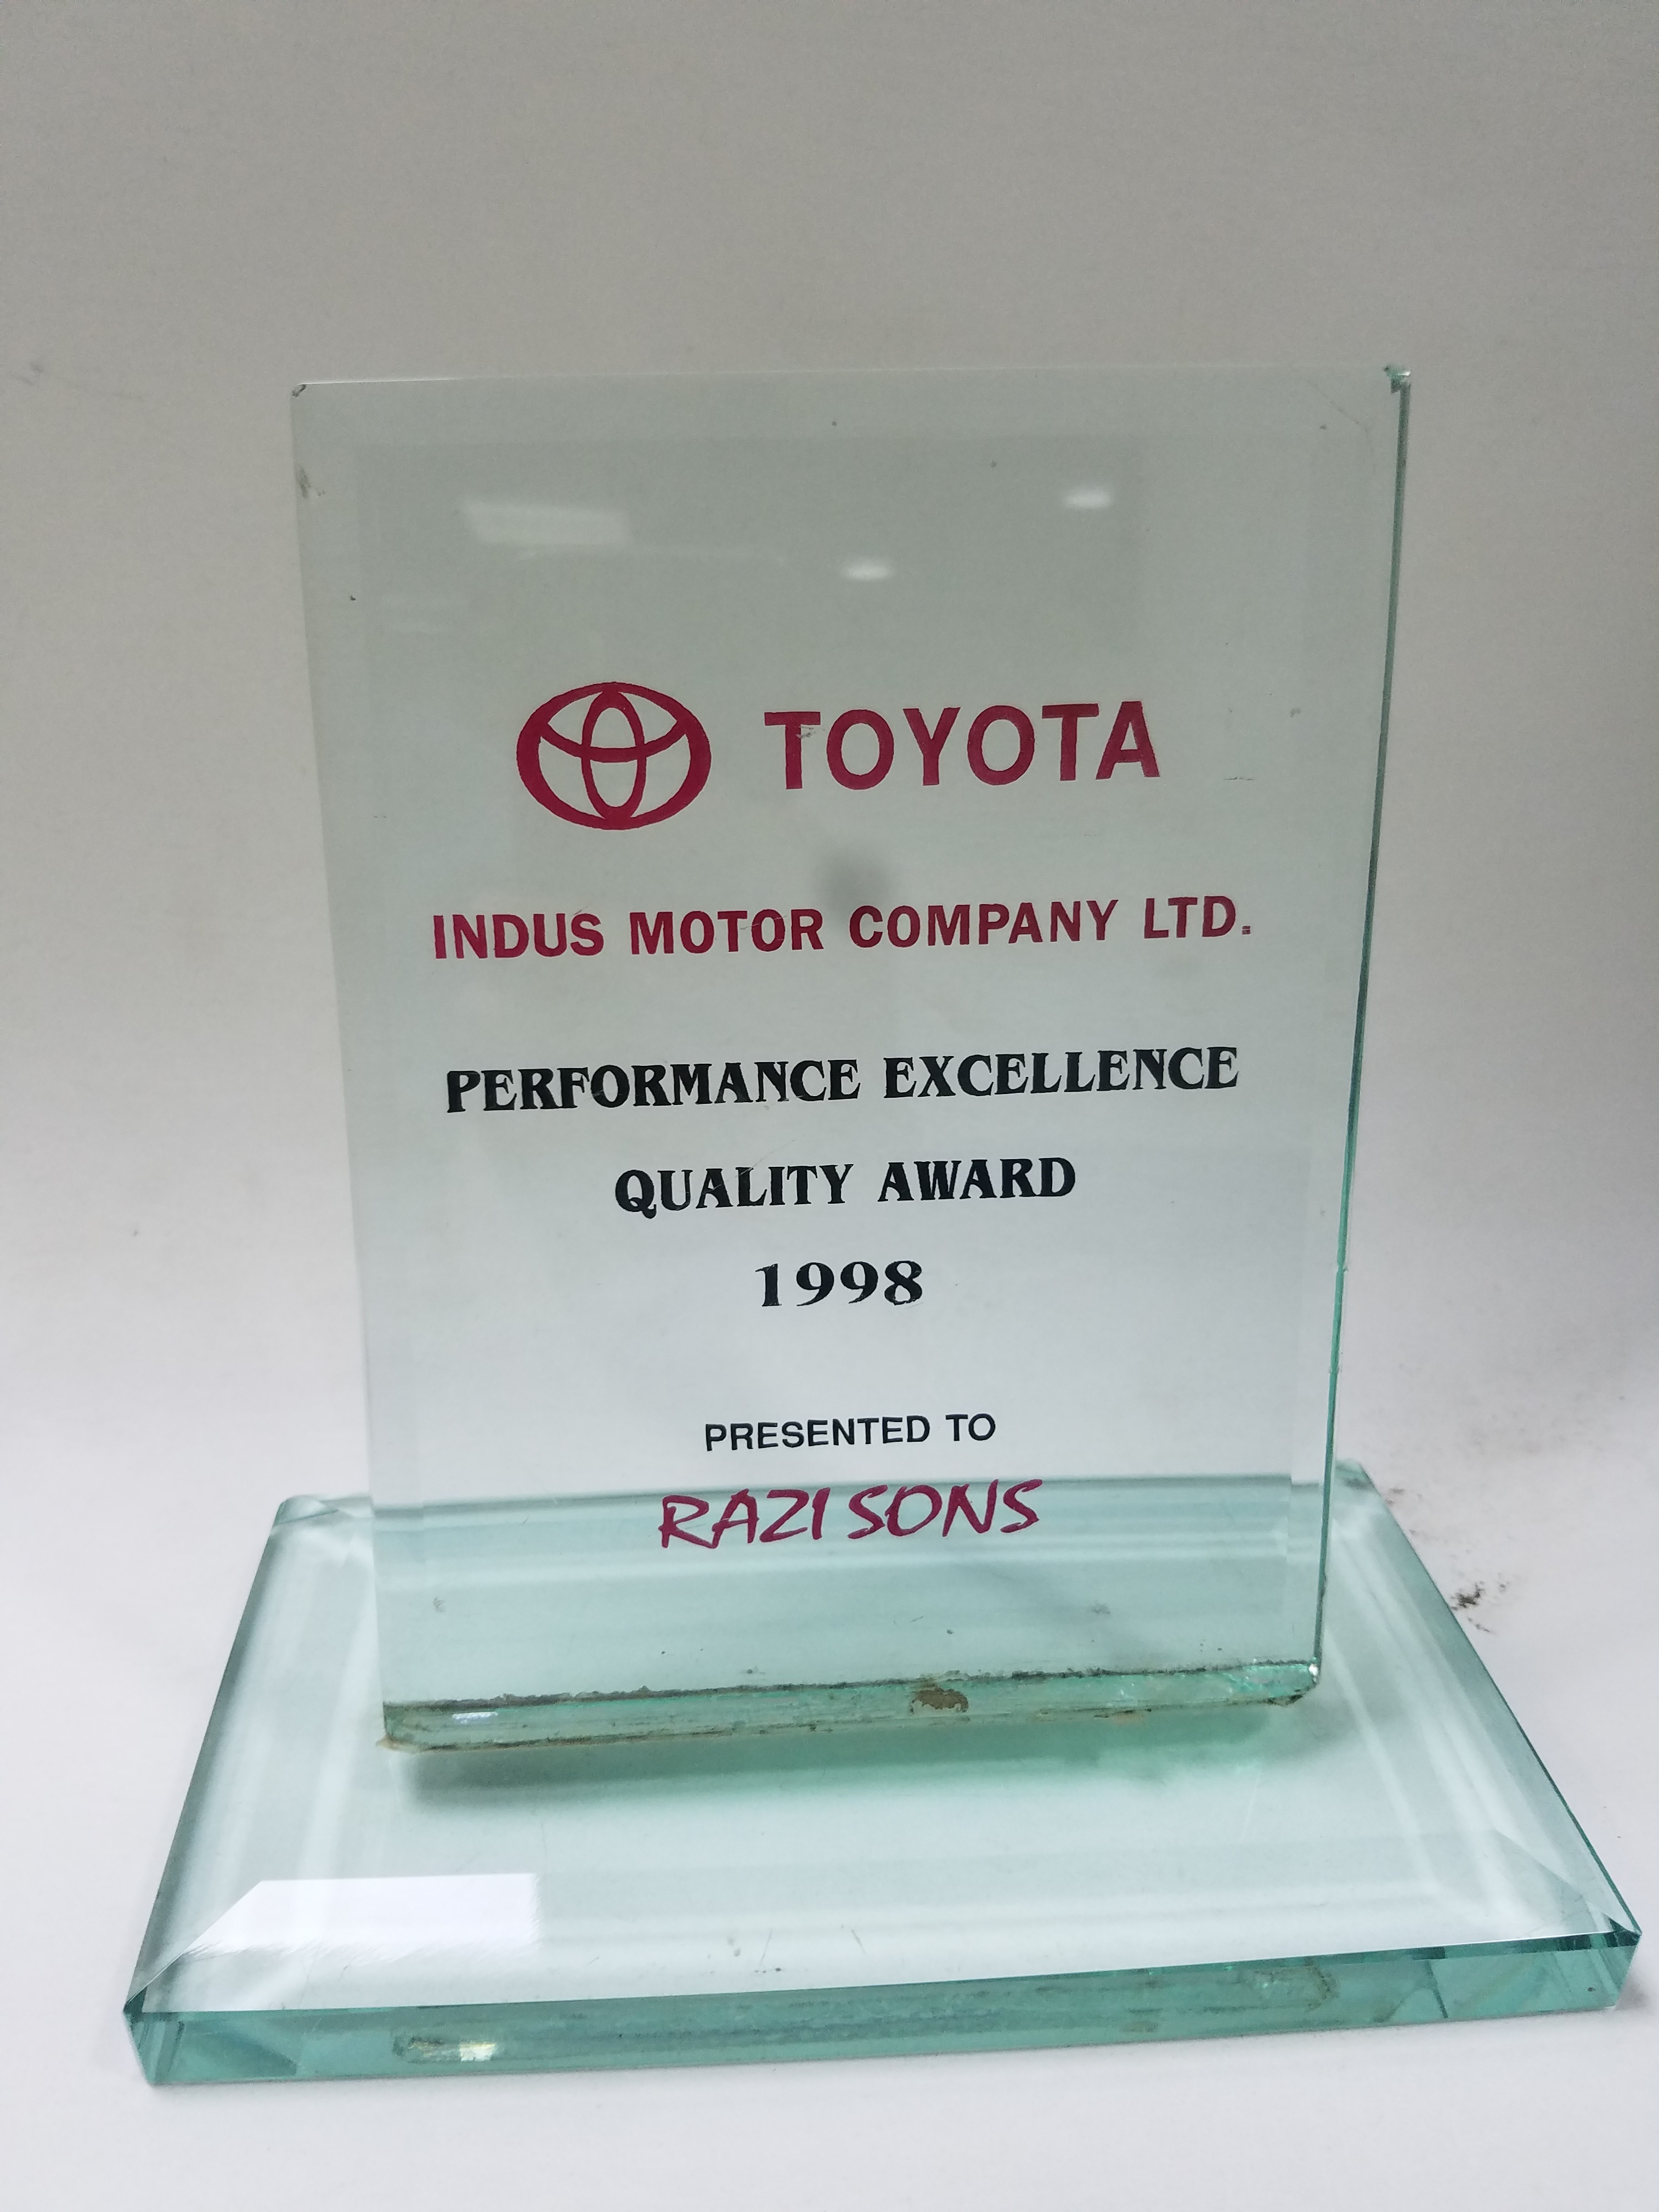 TOYOTA
INDUS MOTOR COMPANY LTD.
PERFORMANCE EXCELLENCE
QUALITY AWARD
1998
PRESENTED TO
RAZI SONS